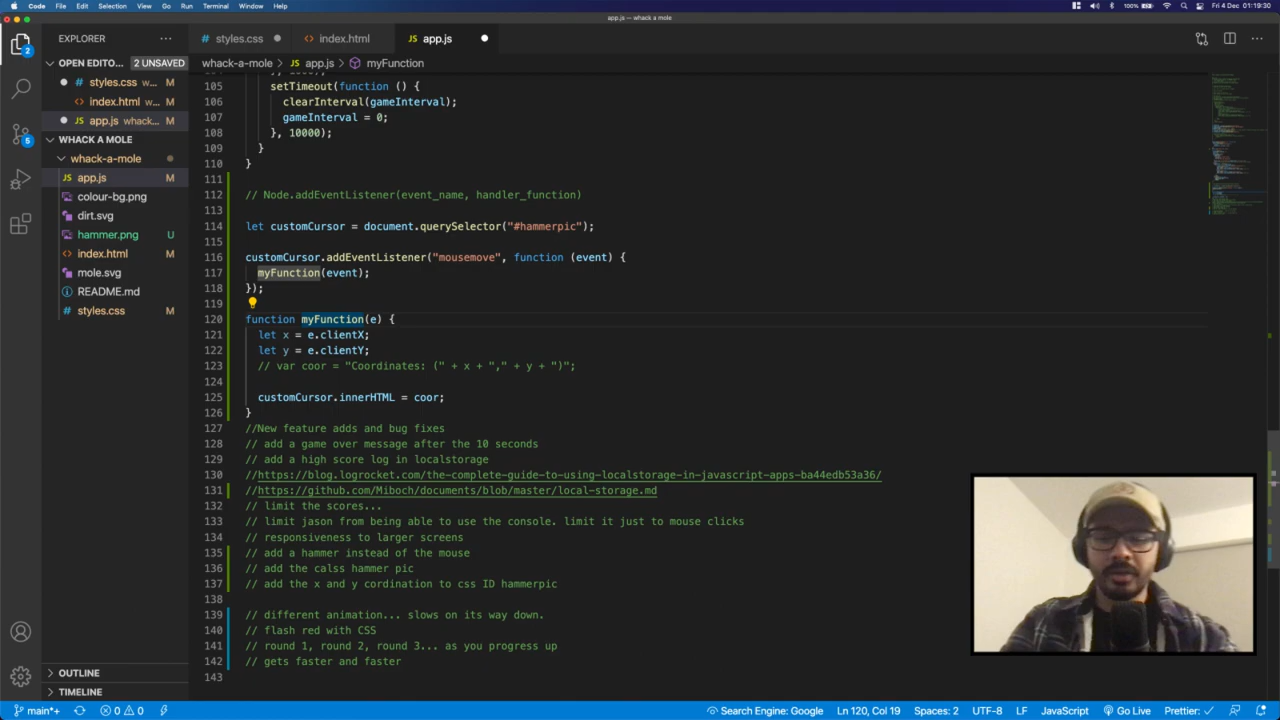 Code File Edit Selection View Go Run Terminal Window Help 100% Fri 4 Dec 01:19:30
app.js — whack a mole
EXPLORER
styles.css
index.html
app.js
OPEN EDITO... 2 UNSAVED
styles.css w... M
index.html w... M
app.js whack... M
WHACK A MOLE
whack-a-mole
app.js M
colour-bg.png
dirt.svg
hammer.png U
index.html M
mole.svg
README.md
styles.css M
OUTLINE
TIMELINE
whack-a-mole > app.js > myFunction
105 setTimeout(function () {
106 clearInterval(gameInterval);
107 gameInterval = 0;
108 }, 10000);
109 }
110 }
111
112 // Node.addEventListener(event_name, handler_function)
113
114 let customCursor = document.querySelector("#hammerpic");
115
116 customCursor.addEventListener("mousemove", function (event) {
117 myFunction(event);
118 });
119
120 function myFunction(e) {
121 let x = e.clientX;
122 let y = e.clientY;
123 // var coor = "Coordinates: (" + x + "," + y + ")";
124
125 customCursor.innerHTML = coor;
126 }
127 //New feature adds and bug fixes
128 // add a game over message after the 10 seconds
129 // add a high score log in localstorage
130 //https://blog.logrocket.com/the-complete-guide-to-using-localstorage-in-javascript-apps-ba44edb53a36/
131 //https://github.com/Miboch/documents/blob/master/local-storage.md
132 // limit the scores...
133 // limit jason from being able to use the console. limit it just to mouse clicks
134 // responsiveness to larger screens
135 // add a hammer instead of the mouse
136 // add the calss hammer pic
137 // add the x and y cordination to css ID hammerpic
138
139 // different animation... slows on its way down.
140 // flash red with CSS
141 // round 1, round 2, round 3... as you progress up
142 // gets faster and faster
143
main*+ 0 0 Search Engine: Google Ln 120, Col 19 Spaces: 2 UTF-8 LF JavaScript Go Live Prettier: ✓